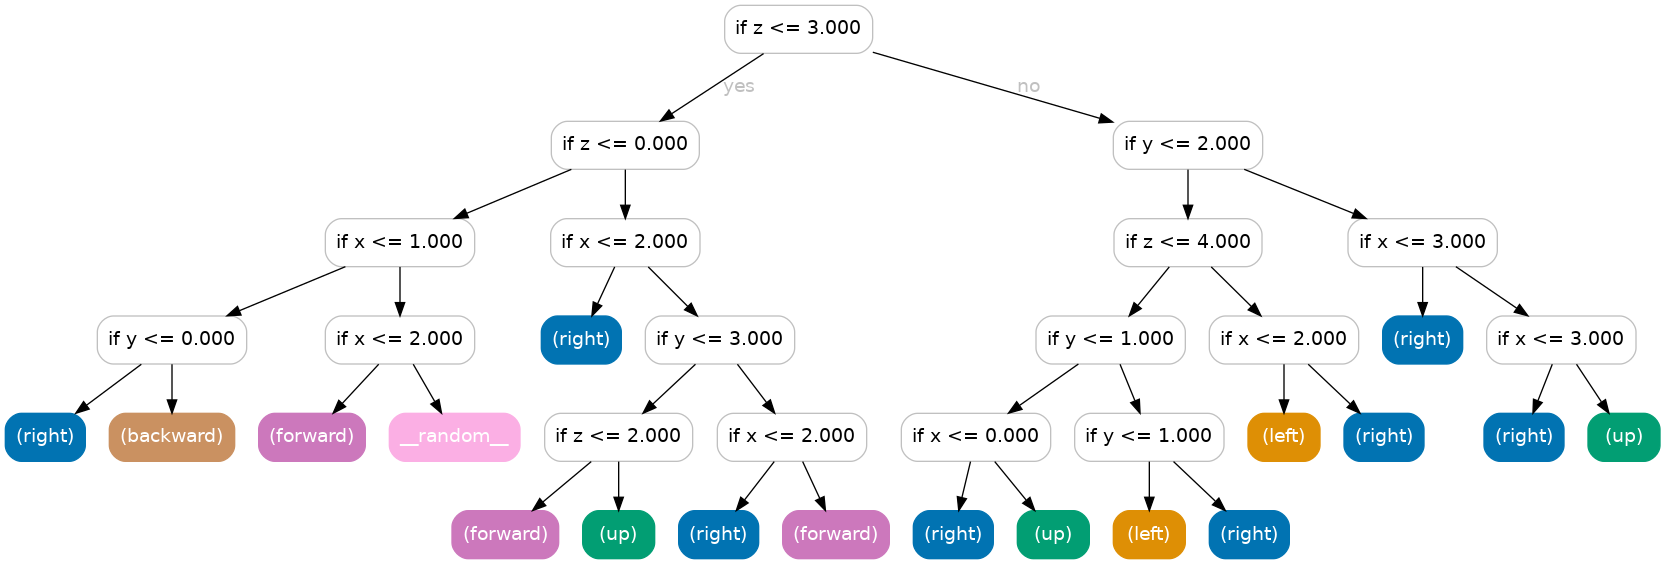 if z <= 3.000
yes
no
if z <= 0.000
if y <= 2.000
if x <= 1.000
if x <= 2.000
if z <= 4.000
if x <= 3.000
if y <= 0.000
if x <= 2.000
(right)
if y <= 3.000
if y <= 1.000
if x <= 2.000
(right)
if x <= 3.000
(right)
(backward)
(forward)
__random__
if z <= 2.000
if x <= 2.000
if x <= 0.000
if y <= 1.000
(left)
(right)
(right)
(up)
(forward)
(up)
(right)
(forward)
(right)
(up)
(left)
(right)